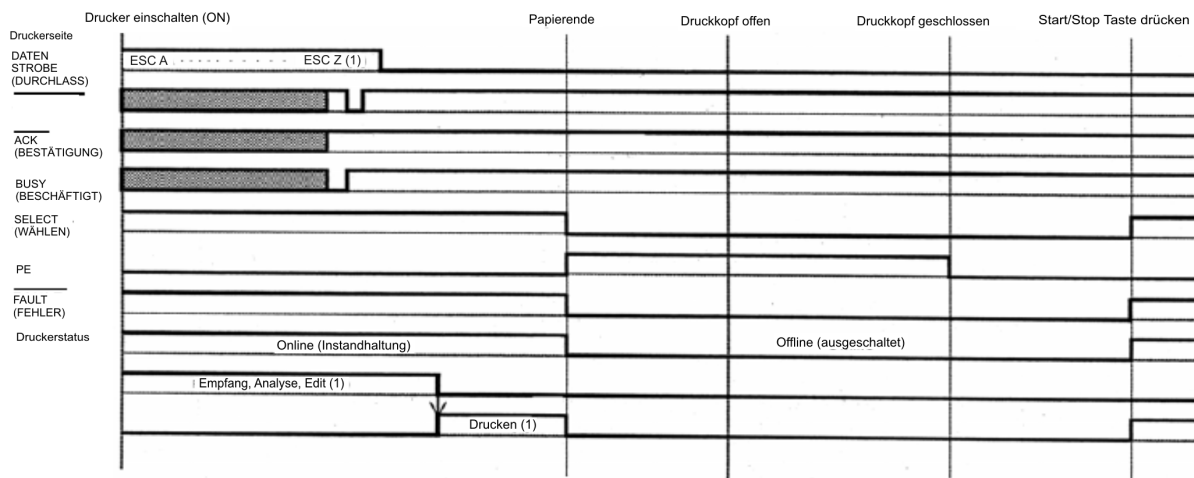 Drucker einschalten (ON)
Papierende
Druckkopf offen
Druckkopf geschlossen
Start/Stop Taste drücken
Druckerseite
DATEN
STROBE
(DURCHLASS)
ESC A
ESC Z (1)
ACK
(BESTÄTIGUNG)
BUSY
(BESCHÄFTIGT)
SELECT
(WÄHLEN)
PE
FAULT
(FEHLER)
Druckerstatus
Online (Instandhaltung)
Offline (ausgeschaltet)
Empfang, Analyse, Edit (1)
Drucken (1)